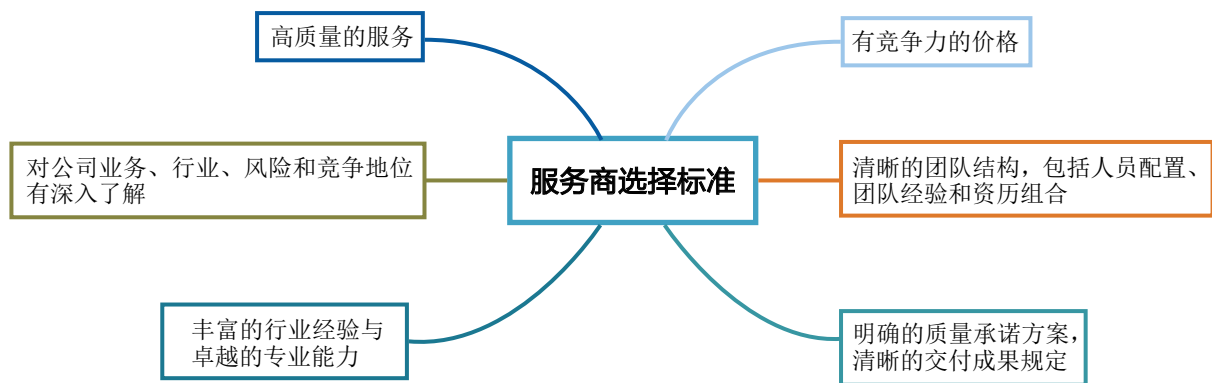 高质量的服务
有竞争力的价格
对公司业务、行业、风险和竞争地位
有深入了解
服务商选择标准
清晰的团队结构，包括人员配置、
团队经验和资历组合
丰富的行业经验与
卓越的专业能力
明确的质量承诺方案，
清晰的交付成果规定